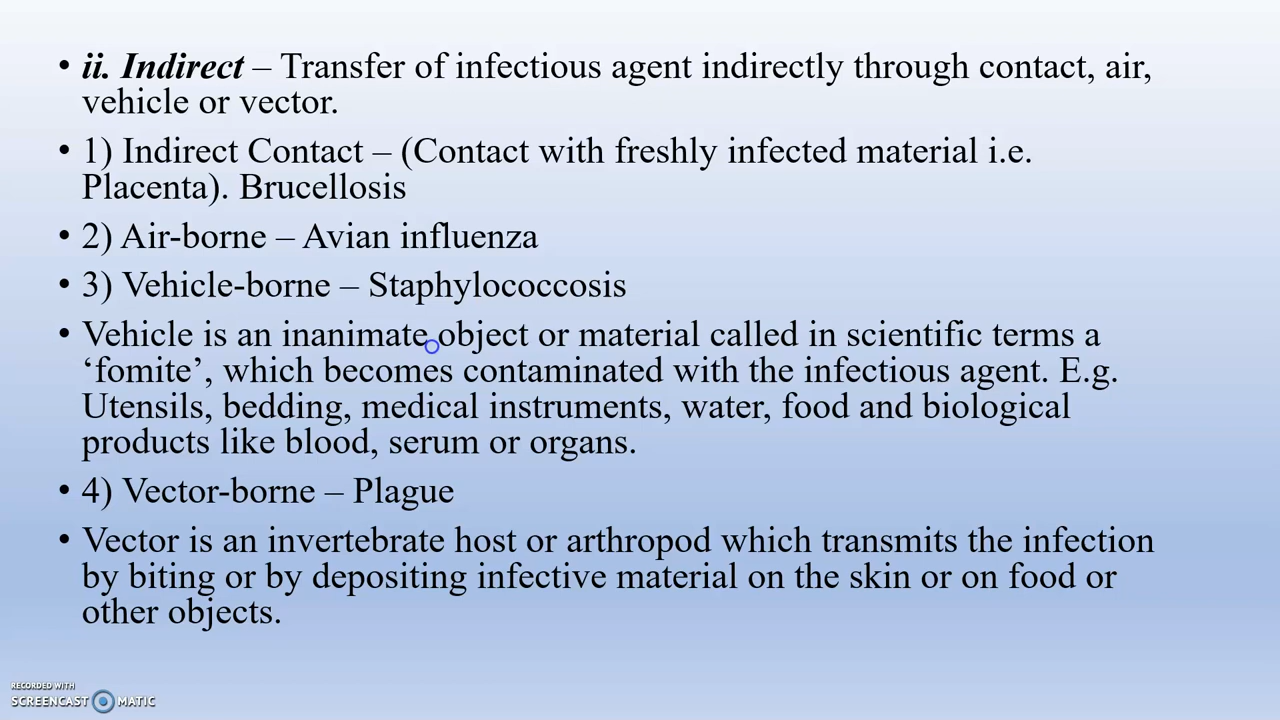 • ii. Indirect – Transfer of infectious agent indirectly through contact, air,
vehicle or vector.
• 1) Indirect Contact – (Contact with freshly infected material i.e.
Placenta). Brucellosis
• 2) Air-borne – Avian influenza
• 3) Vehicle-borne – Staphylococcosis
• Vehicle is an inanimate object or material called in scientific terms a
‘fomite’, which becomes contaminated with the infectious agent. E.g.
Utensils, bedding, medical instruments, water, food and biological
products like blood, serum or organs.
• 4) Vector-borne – Plague
• Vector is an invertebrate host or arthropod which transmits the infection
by biting or by depositing infective material on the skin or on food or
other objects.
RECORDED WITH
SCREENCAST MATIC